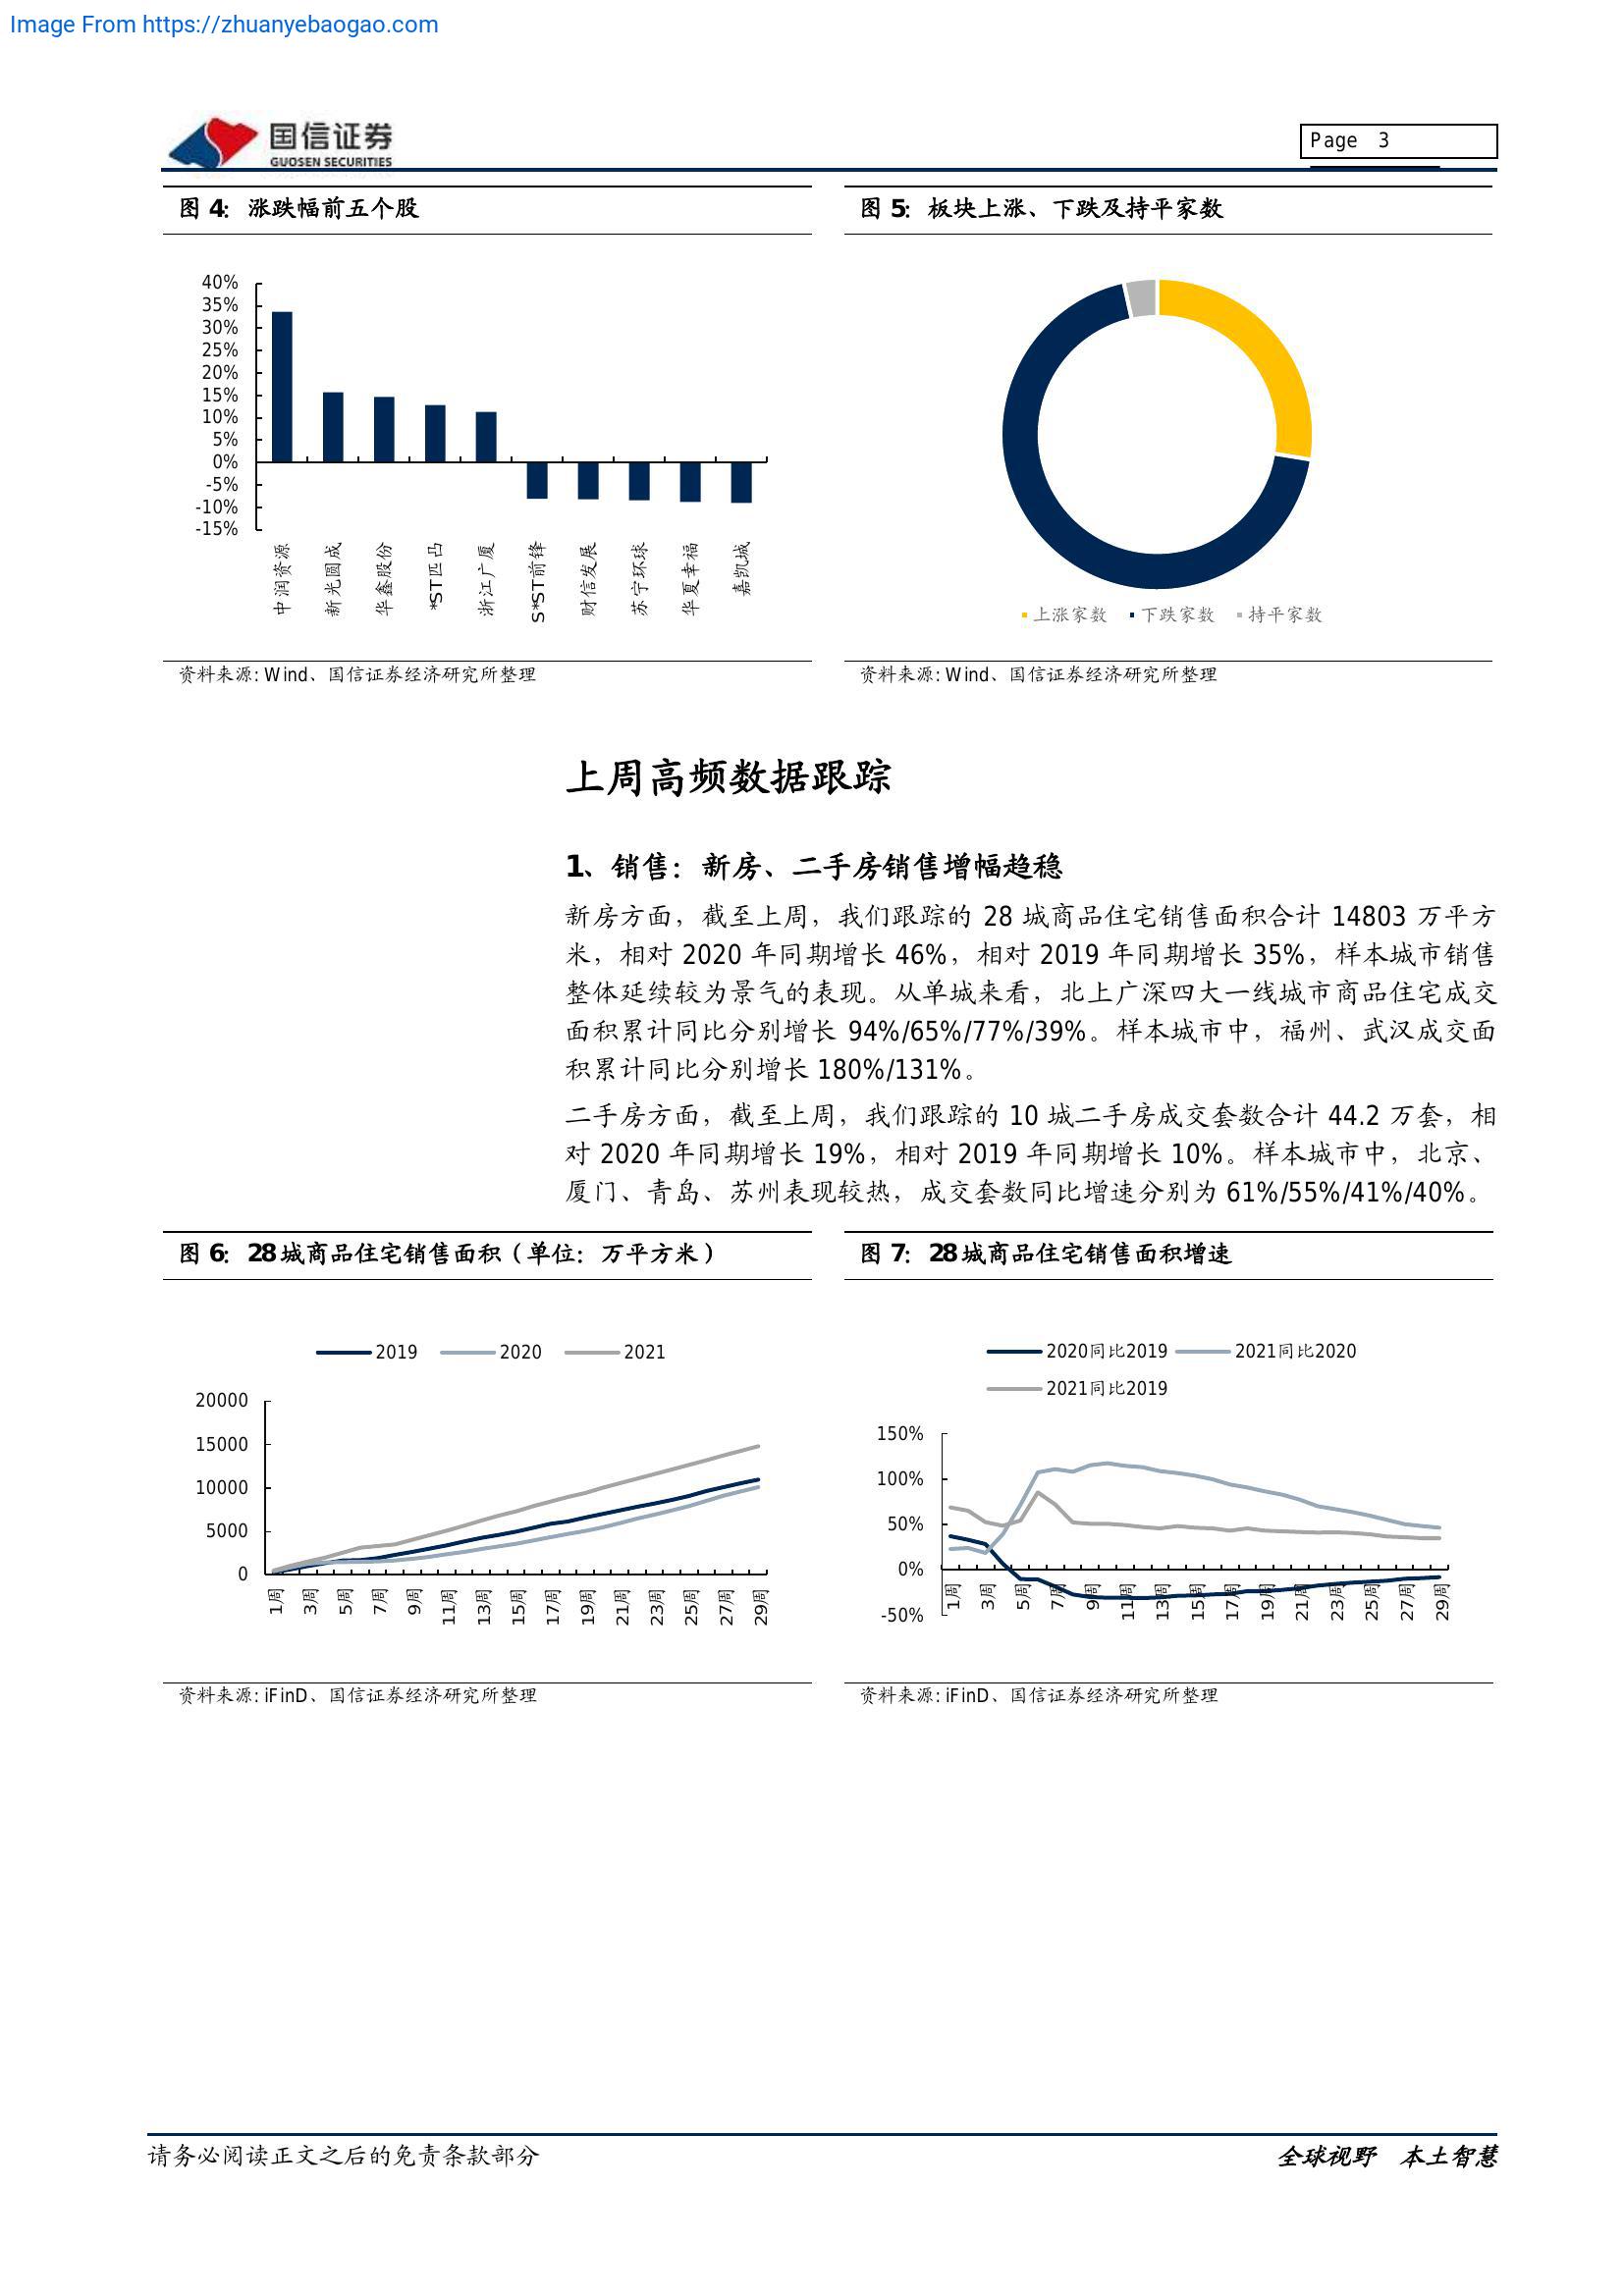 Image From https://zhuanyebaogao.com
国信证券
GUOSEN SECURITIES
Page 3
图 4：涨跌幅前五个股
40%
35%
30%
25%
20%
15%
10%
5%
0%
-5%
-10%
-15%
中润资源
新光圆成
华鑫股份
*ST匹凸
浙江广厦
S*ST前锋
财信发展
苏宁环球
华夏幸福
嘉凯城
资料来源: Wind、国信证券经济研究所整理
图 5：板块上涨、下跌及持平家数
上涨家数 下跌家数 持平家数
资料来源: Wind、国信证券经济研究所整理
上周高频数据跟踪
1、销售：新房、二手房销售增幅趋稳
新房方面，截至上周，我们跟踪的 28 城商品住宅销售面积合计 14803 万平方
米，相对 2020 年同期增长 46%，相对 2019 年同期增长 35%，样本城市销售
整体延续较为景气的表现。从单城来看，北上广深四大一线城市商品住宅成交
面积累计同比分别增长 94%/65%/77%/39%。样本城市中，福州、武汉成交面
积累计同比分别增长 180%/131%。
二手房方面，截至上周，我们跟踪的 10 城二手房成交套数合计 44.2 万套，相
对 2020 年同期增长 19%，相对 2019 年同期增长 10%。样本城市中，北京、
厦门、青岛、苏州表现较热，成交套数同比增速分别为 61%/55%/41%/40%。
图 6：28城商品住宅销售面积（单位：万平方米）
2019 2020 2021
20000
15000
10000
5000
0
1周 3周 5周 7周 9周 11周 13周 15周 17周 19周 21周 23周 25周 27周 29周
资料来源: iFinD、国信证券经济研究所整理
图 7：28城商品住宅销售面积增速
2020同比2019 2021同比2020
2021同比2019
150%
100%
50%
0%
-50%
1周 3周 5周 7周 9周 11周 13周 15周 17周 19周 21周 23周 25周 27周 29周
资料来源: iFinD、国信证券经济研究所整理
请务必阅读正文之后的免责条款部分
全球视野 本土智慧